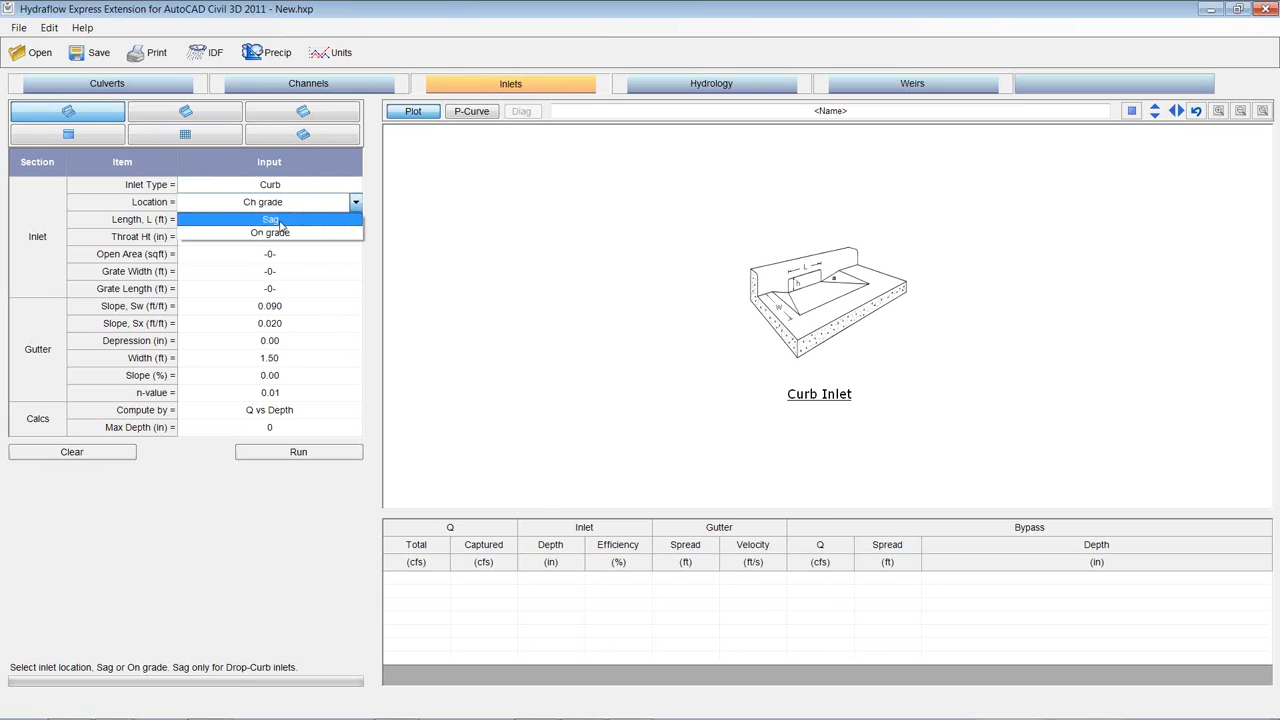 Hydraflow Express Extension for AutoCAD Civil 3D 2011 - New.hxp
File Edit Help
Open Save Print IDF Precip Units
Culverts Channels Inlets Hydrology Weirs
Plot P-Curve Diag. <Name>
Section Item Input
Inlet Type = Curb
Location = Ch grade
Length, L (ft) = Sag
Throat Ht (in) = On grade
Inlet
Open Area (sqft) = -0-
Grate Width (ft) = -0-
Grate Length (ft) = -0-
Slope, Sw (ft/ft) = 0.090
Slope, Sx (ft/ft) = 0.020
Depression (in) = 0.00
Gutter
Width (ft) = 1.50
Slope (%) = 0.00
n-value = 0.01
Compute by = Q vs Depth
Calcs
Max Depth (in) = 0
Clear Run
L
h
a
w
Curb Inlet
Q Inlet Gutter Bypass
Total Captured Depth Efficiency Spread Velocity Q Spread Depth
(cfs) (cfs) (in) (%) (ft) (ft/s) (cfs) (ft) (in)
Select inlet location, Sag or On grade. Sag only for Drop-Curb inlets.